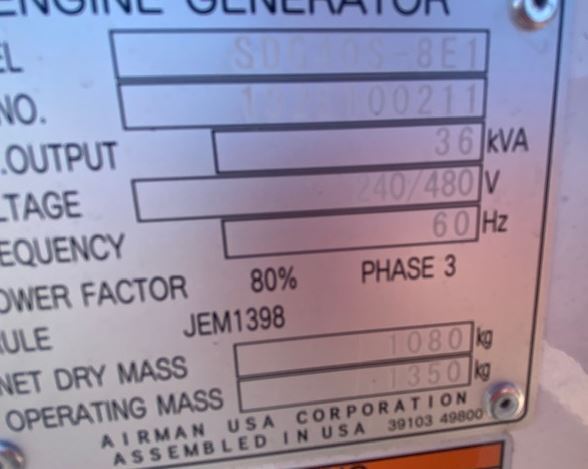 ENGINE GENERATOR
EL SDG40S-8E1
NO. 00211
.OUTPUT 36 kVA
LTAGE 240/480 V
EQUENCY 60 Hz
OWER FACTOR 80% PHASE 3
RULE JEM1398
NET DRY MASS 1080 kg
OPERATING MASS 1350 kg
AIRMAN USA CORPORATION
ASSEMBLED IN USA 39103 49800